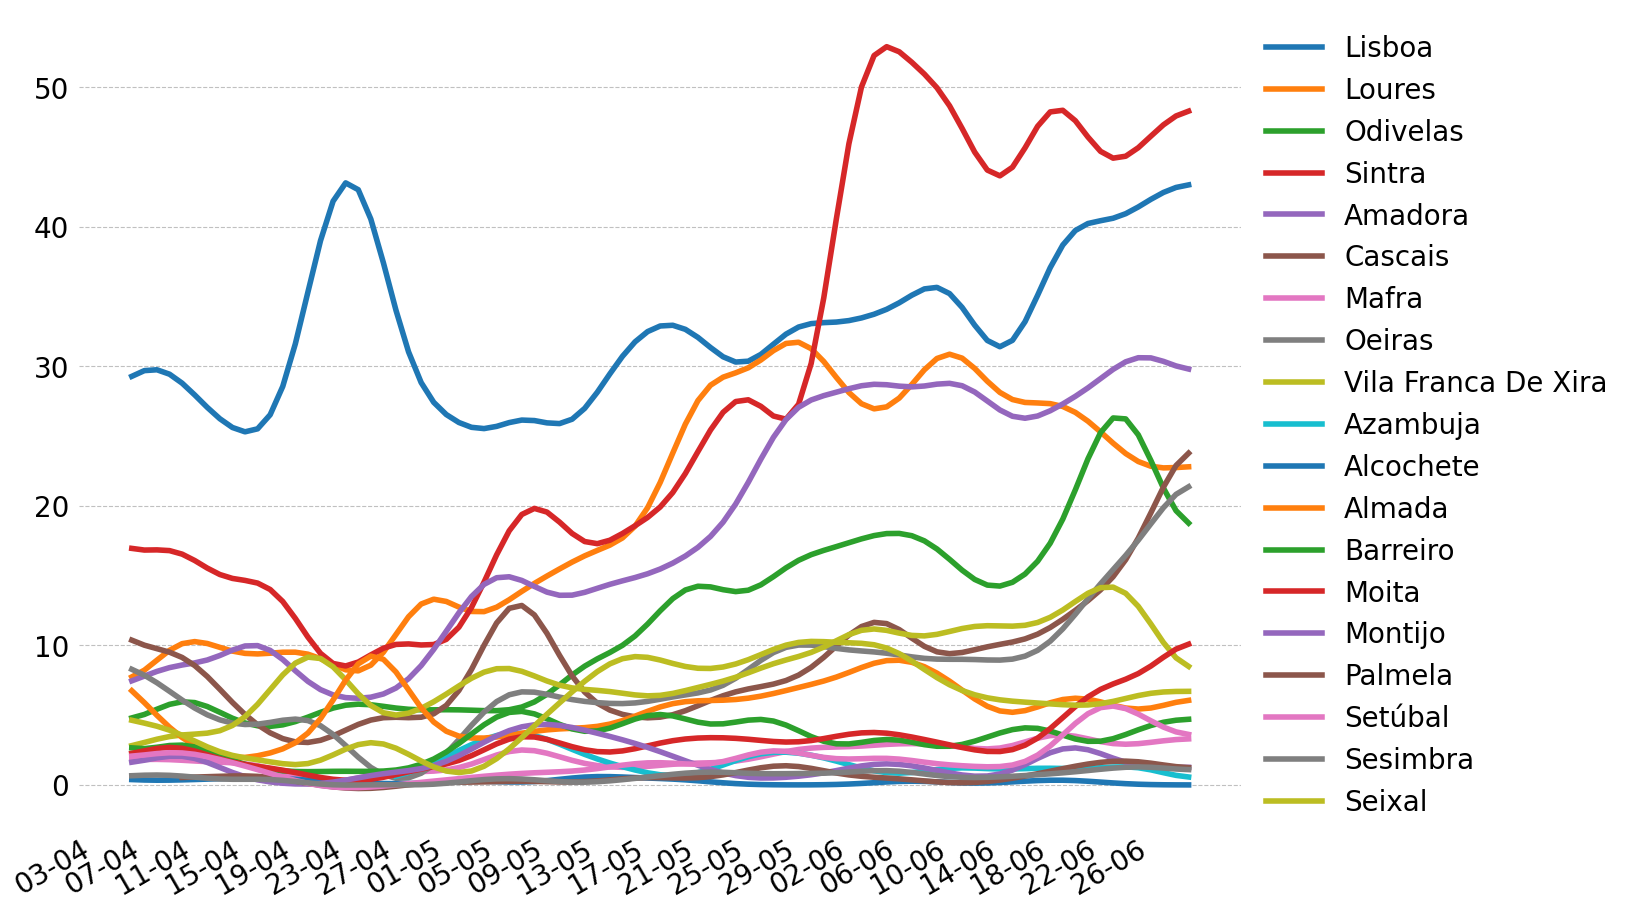 50
40
30
20
10
0
03-04
07-04
11-04
15-04
19-04
23-04
27-04
01-05
05-05
09-05
13-05
17-05
21-05
25-05
29-05
02-06
06-06
10-06
14-06
18-06
22-06
26-06
Lisboa
Loures
Odivelas
Sintra
Amadora
Cascais
Mafra
Oeiras
Vila Franca De Xira
Azambuja
Alcochete
Almada
Barreiro
Moita
Montijo
Palmela
Setúbal
Sesimbra
Seixal